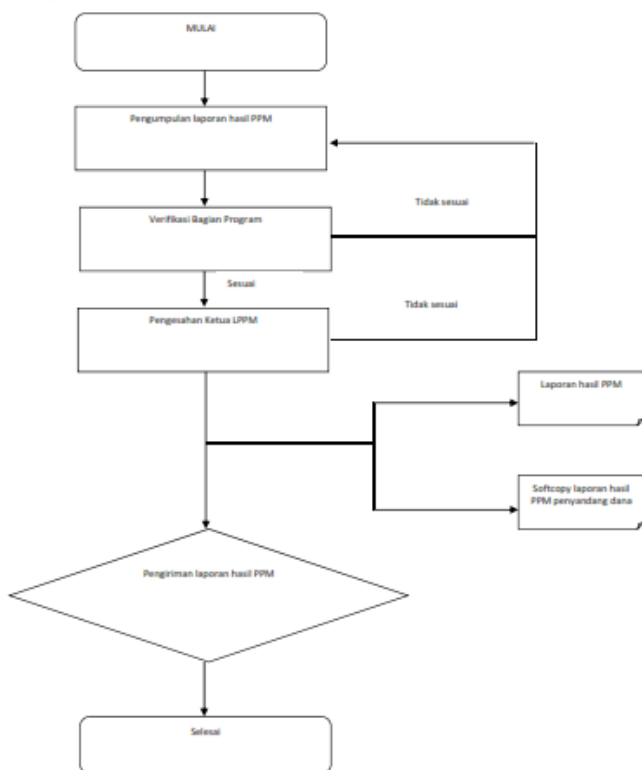 MULAI
Pengumpulan laporan hasil PPM
Tidak sesuai
Verifikasi Bagian Program
Sesuai
Tidak sesuai
Pengesahan Ketua LPPM
Laporan hasil PPM
Softcopy laporan hasil
PPM penyandang dana
Pengiriman laporan hasil PPM
Selesai